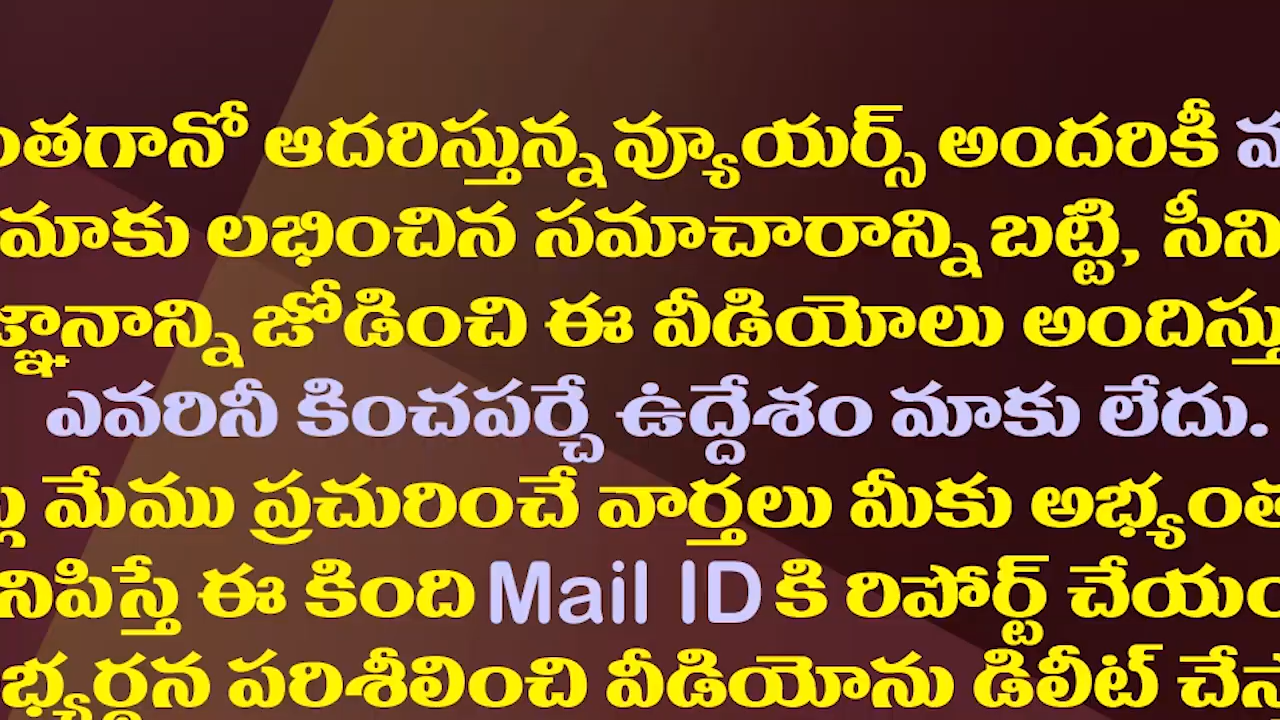 ంతగానో ఆదరిస్తున్న వ్యూయర్స్ అందరికీ
మాకు లభించిన సమాచారాన్ని బట్టి, సీని
జ్ఞానాన్ని జోడించి ఈ వీడియోలు అందిస్తు
ఎవరినీ కించపర్చే ఉద్దేశం మాకు లేదు.
మేము ప్రచురించే వార్తలు మీకు అభ్యంత
నిపిస్తే ఈ కింది Mail ID కి రిపోర్ట్ చేయం
భ్యర్థన పరిశీలించి వీడియోను డిలీట్ చేస